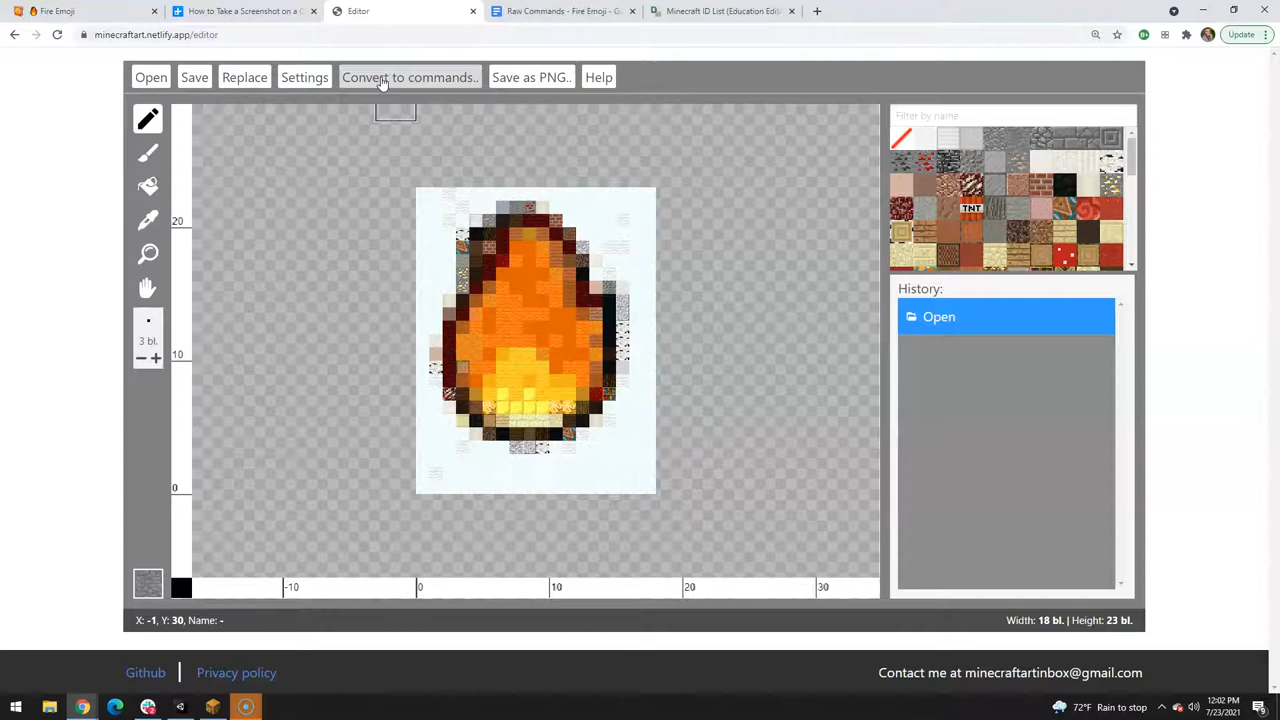 Fire Emoji
How to Take a Screenshot on a C
Editor
Raw Commands - Fire Emoji - Go
Minecraft ID List (Education Edit
minecraftart.netlify.app/editor
Update
Open
Save
Replace
Settings
Convert to commands..
Save as PNG..
Help
Filter by name
TNT
20
10
0
3 bl.
History:
Open
-10
0
10
20
30
X: -1, Y: 30, Name: -
Width: 18 bl. | Height: 23 bl.
Github
Privacy policy
Contact me at minecraftartinbox@gmail.com
72°F Rain to stop
12:02 PM
7/23/2021